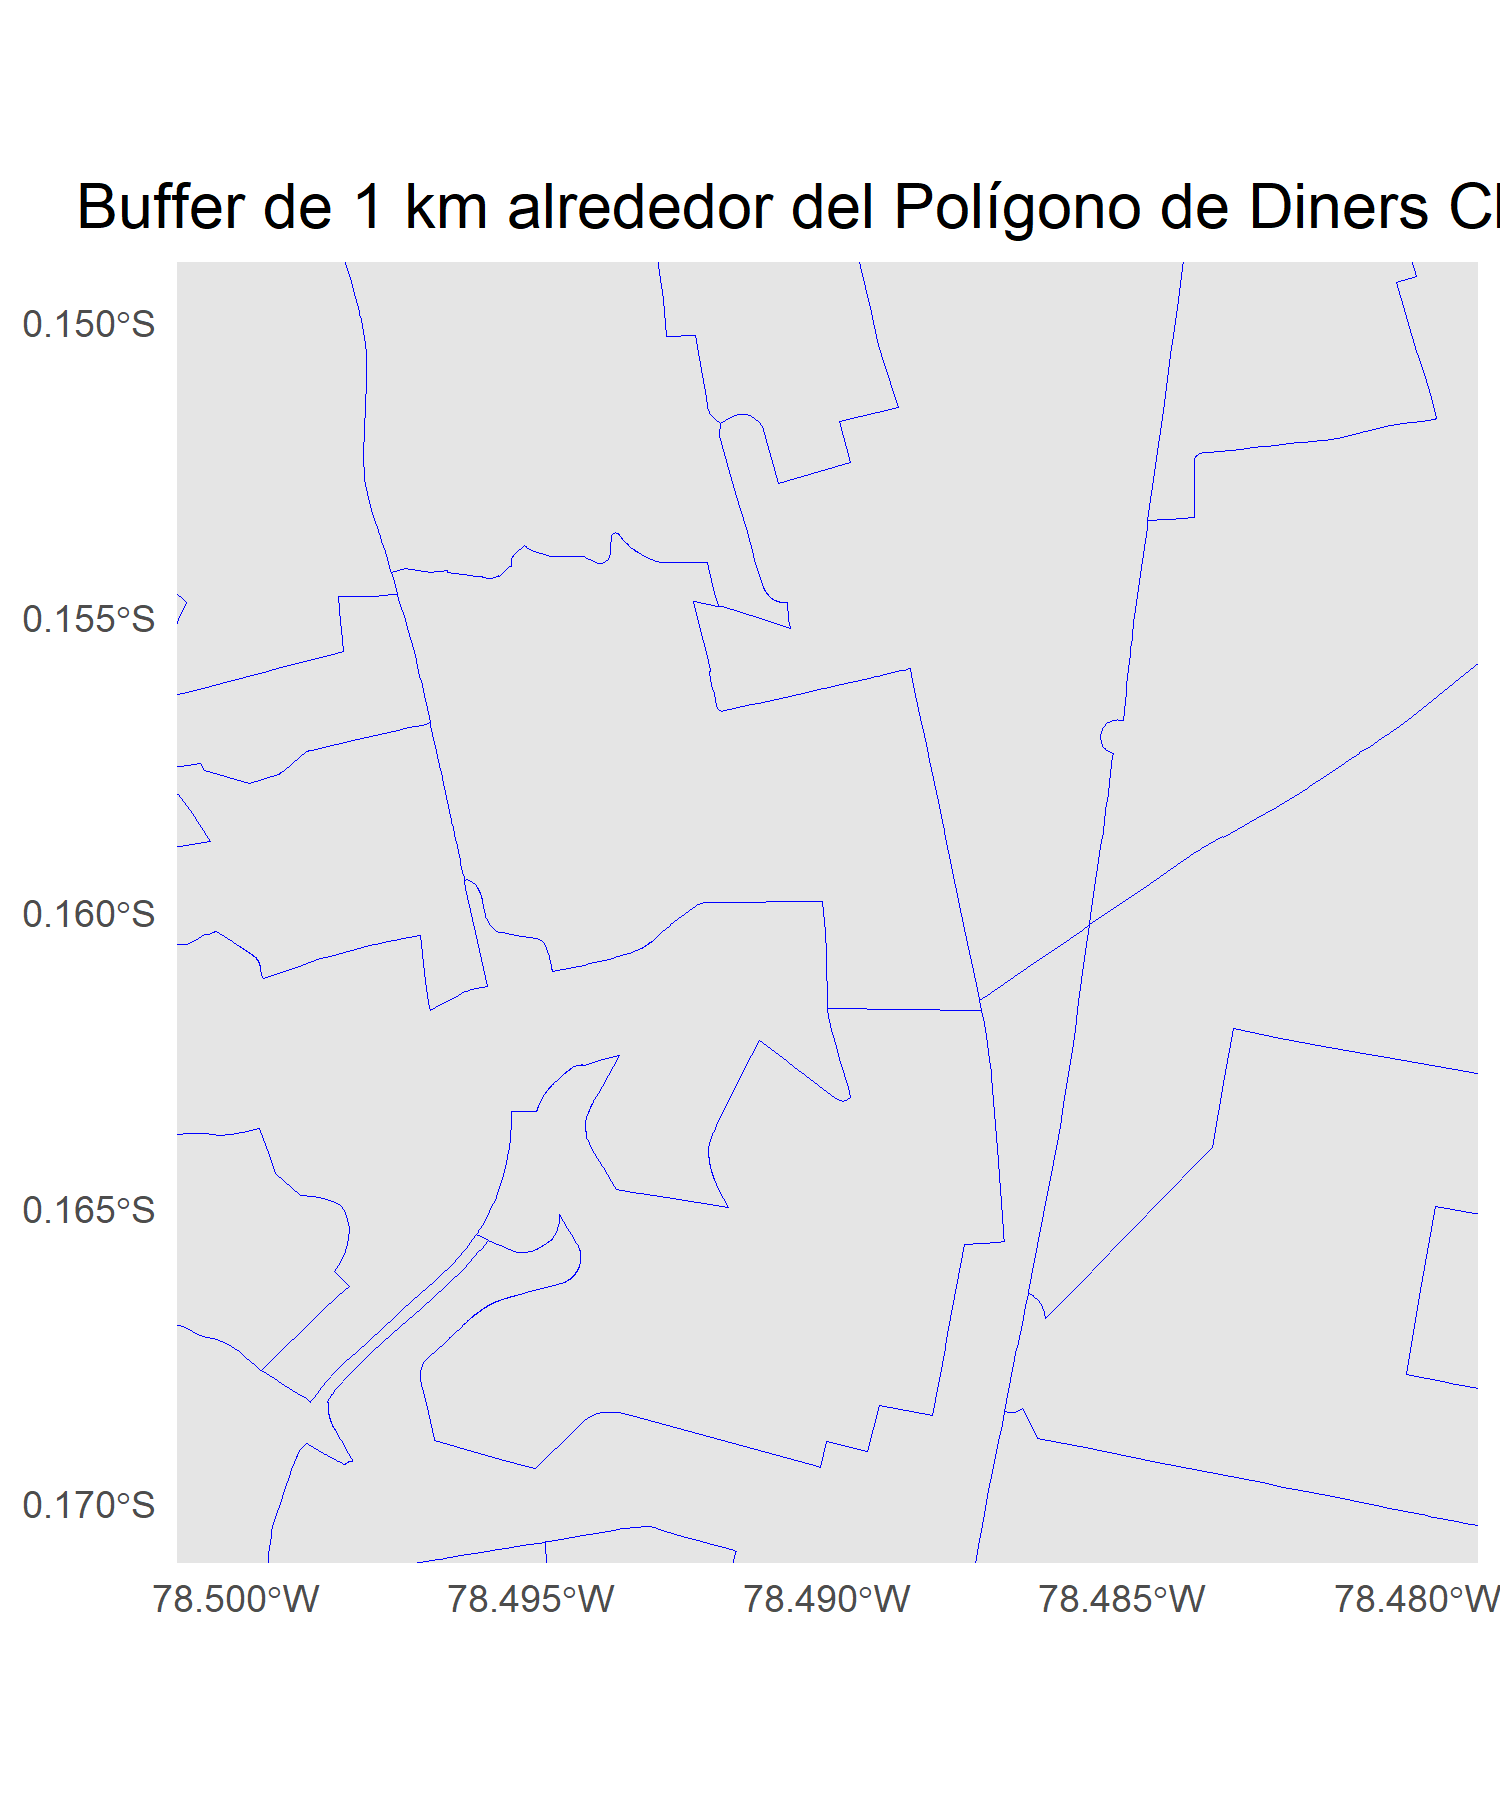 Buffer de 1 km alrededor del Polígono de Diners
0.150°S
0.155°S
0.160°S
0.165°S
0.170°S
78.500°W 78.495°W 78.490°W 78.485°W 78.480°W